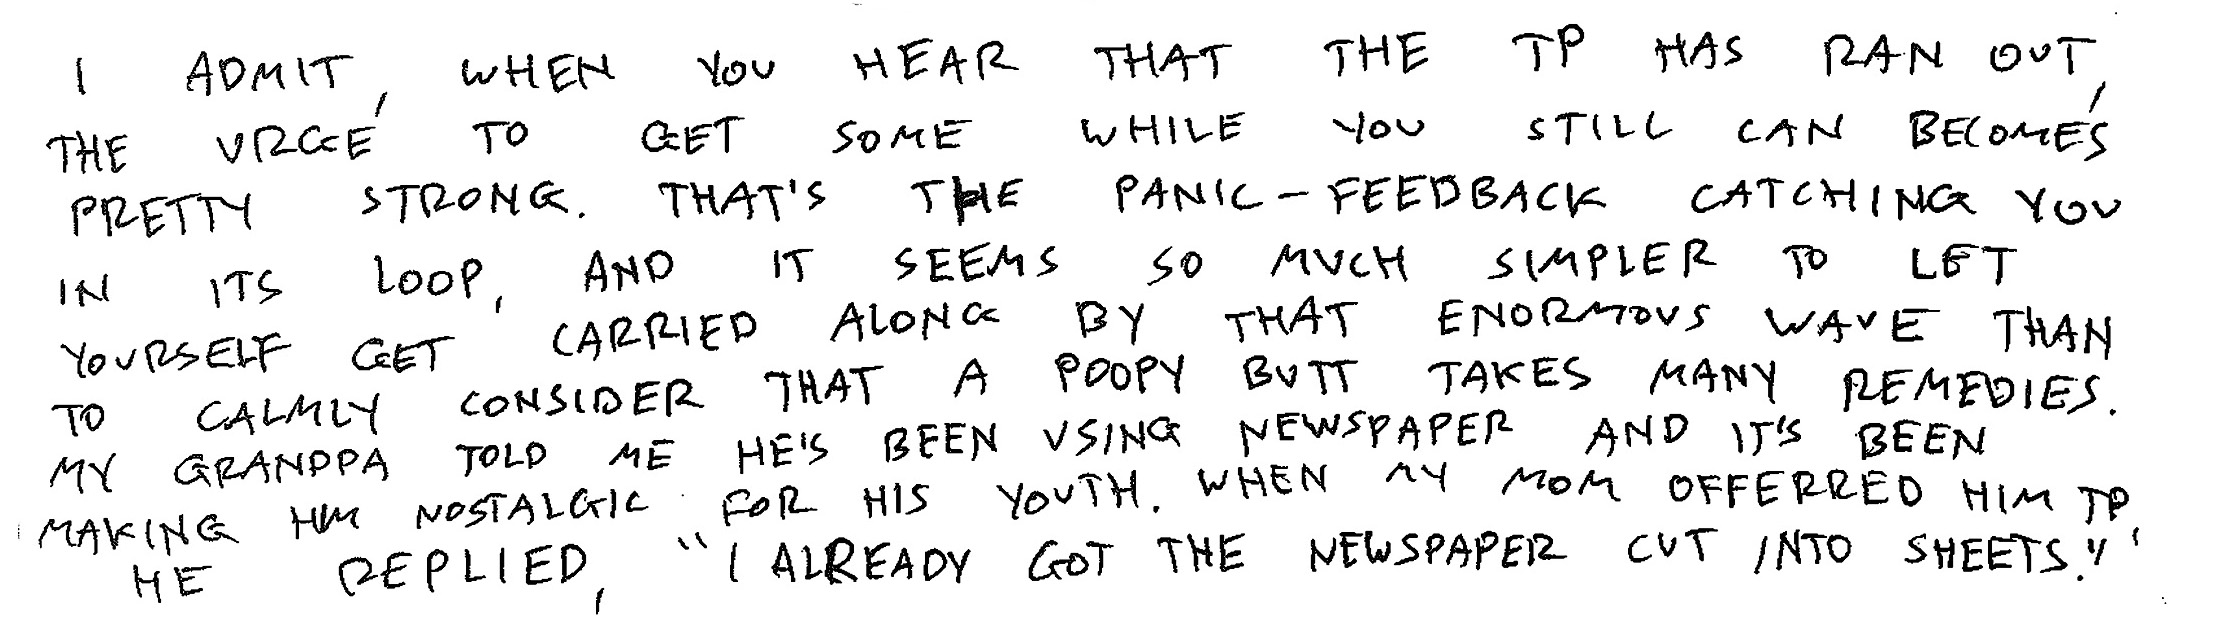 I ADMIT, WHEN YOU HEAR THAT THE TP HAS RAN OUT,
THE URGE TO GET SOME WHILE YOU STILL CAN BECOMES
PRETTY STRONG. THAT'S THE PANIC-FEEDBACK CATCHING YOU
IN ITS LOOP, AND IT SEEMS SO MUCH SIMPLER TO LET
YOURSELF GET CARRIED ALONG BY THAT ENORMOUS WAVE THAN
TO CALMLY CONSIDER THAT A POOPY BUTT TAKES MANY REMEDIES.
MY GRANDPA TOLD ME HE'S BEEN USING NEWSPAPER AND IT'S BEEN
MAKING HIM NOSTALGIC FOR HIS YOUTH. WHEN MY MOM OFFERRED HIM TP,
HE REPLIED, "I ALREADY GOT THE NEWSPAPER CUT INTO SHEETS."